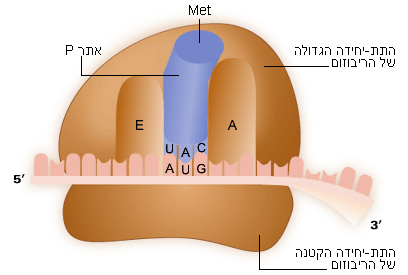 Met
אתר P
התת-יחידה הגדולה
של הריבוזום
E
A
U A C
A U G
5′
3′
התת-יחידה הקטנה
של הריבוזום